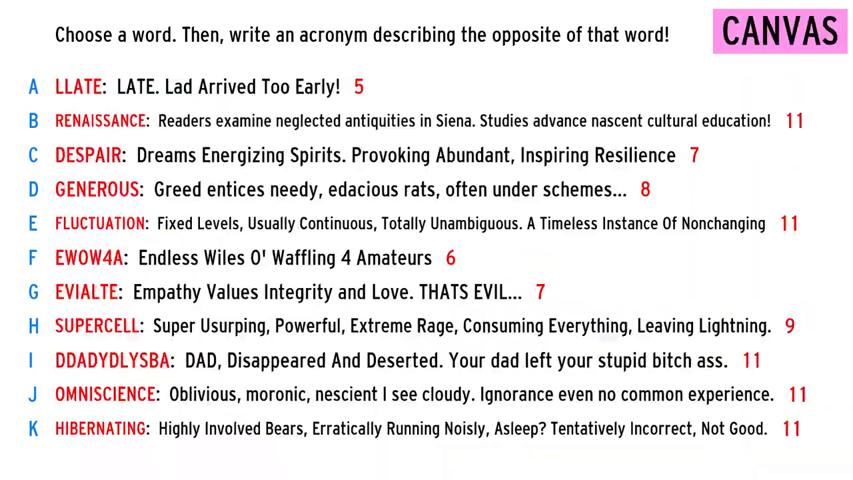 Choose a word. Then, write an acronym describing the opposite of that word!
CANVAS
A LLATE: LATE. Lad Arrived Too Early! 5
B RENAISSANCE: Readers examine neglected antiquities in Siena. Studies advance nascent cultural education! 11
C DESPAIR: Dreams Energizing Spirits. Provoking Abundant, Inspiring Resilience 7
D GENEROUS: Greed entices needy, edacious rats, often under schemes... 8
E FLUCTUATION: Fixed Levels, Usually Continuous, Totally Unambiguous. A Timeless Instance Of Nonchanging 11
F EWOW4A: Endless Wiles O' Waffling 4 Amateurs 6
G EVIALTE: Empathy Values Integrity and Love. THATS EVIL... 7
H SUPERCELL: Super Usurping, Powerful, Extreme Rage, Consuming Everything, Leaving Lightning. 9
I DDADYDLYSBA: DAD, Disappeared And Deserted. Your dad left your stupid bitch ass. 11
J OMNISCIENCE: Oblivious, moronic, nescient I see cloudy. Ignorance even no common experience. 11
K HIBERNATING: Highly Involved Bears, Erratically Running Noisly, Asleep? Tentatively Incorrect, Not Good. 11